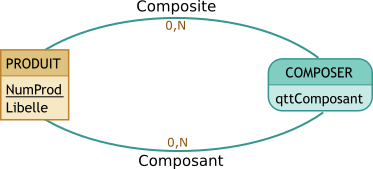 Composite
0,N
PRODUIT
NumProd
Libelle
COMPOSER
qttComposant
0,N
Composant